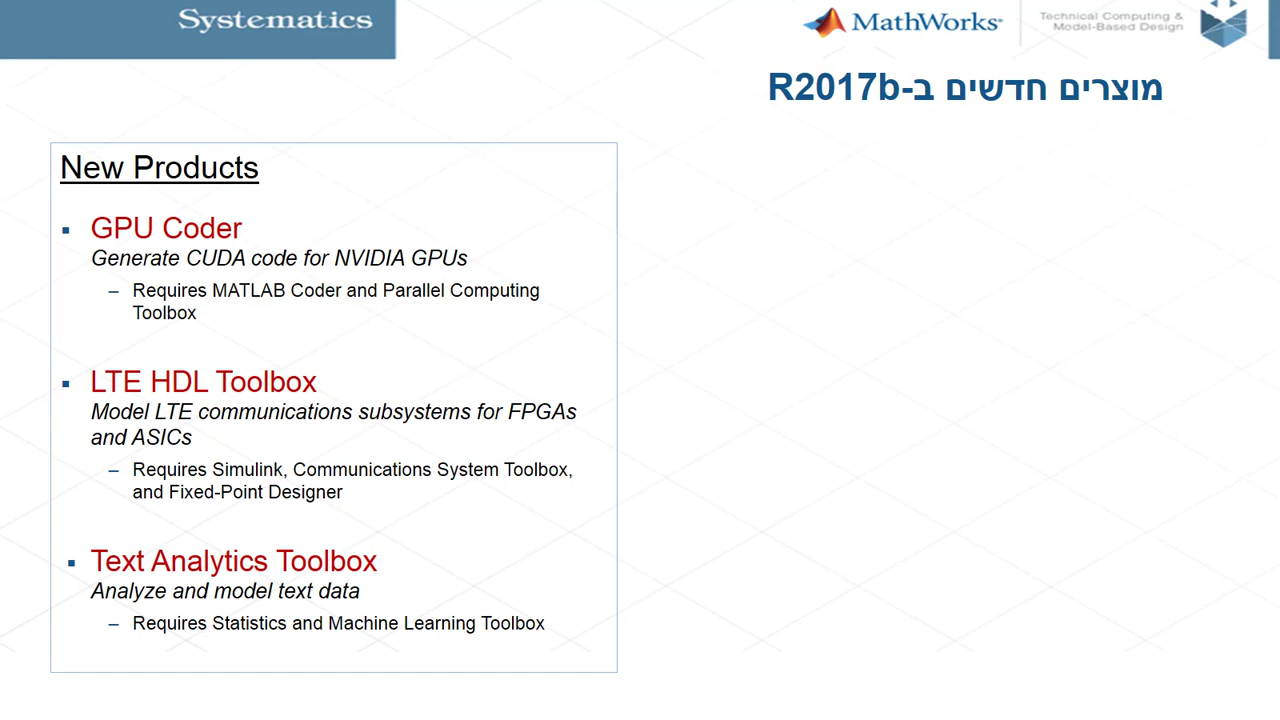 Systematics
MathWorks®
Technical Computing &
Model-Based Design
מוצרים חדשים ב-R2017b
New Products
▪ GPU Coder
Generate CUDA code for NVIDIA GPUs
– Requires MATLAB Coder and Parallel Computing
Toolbox
▪ LTE HDL Toolbox
Model LTE communications subsystems for FPGAs
and ASICs
– Requires Simulink, Communications System Toolbox,
and Fixed-Point Designer
▪ Text Analytics Toolbox
Analyze and model text data
– Requires Statistics and Machine Learning Toolbox